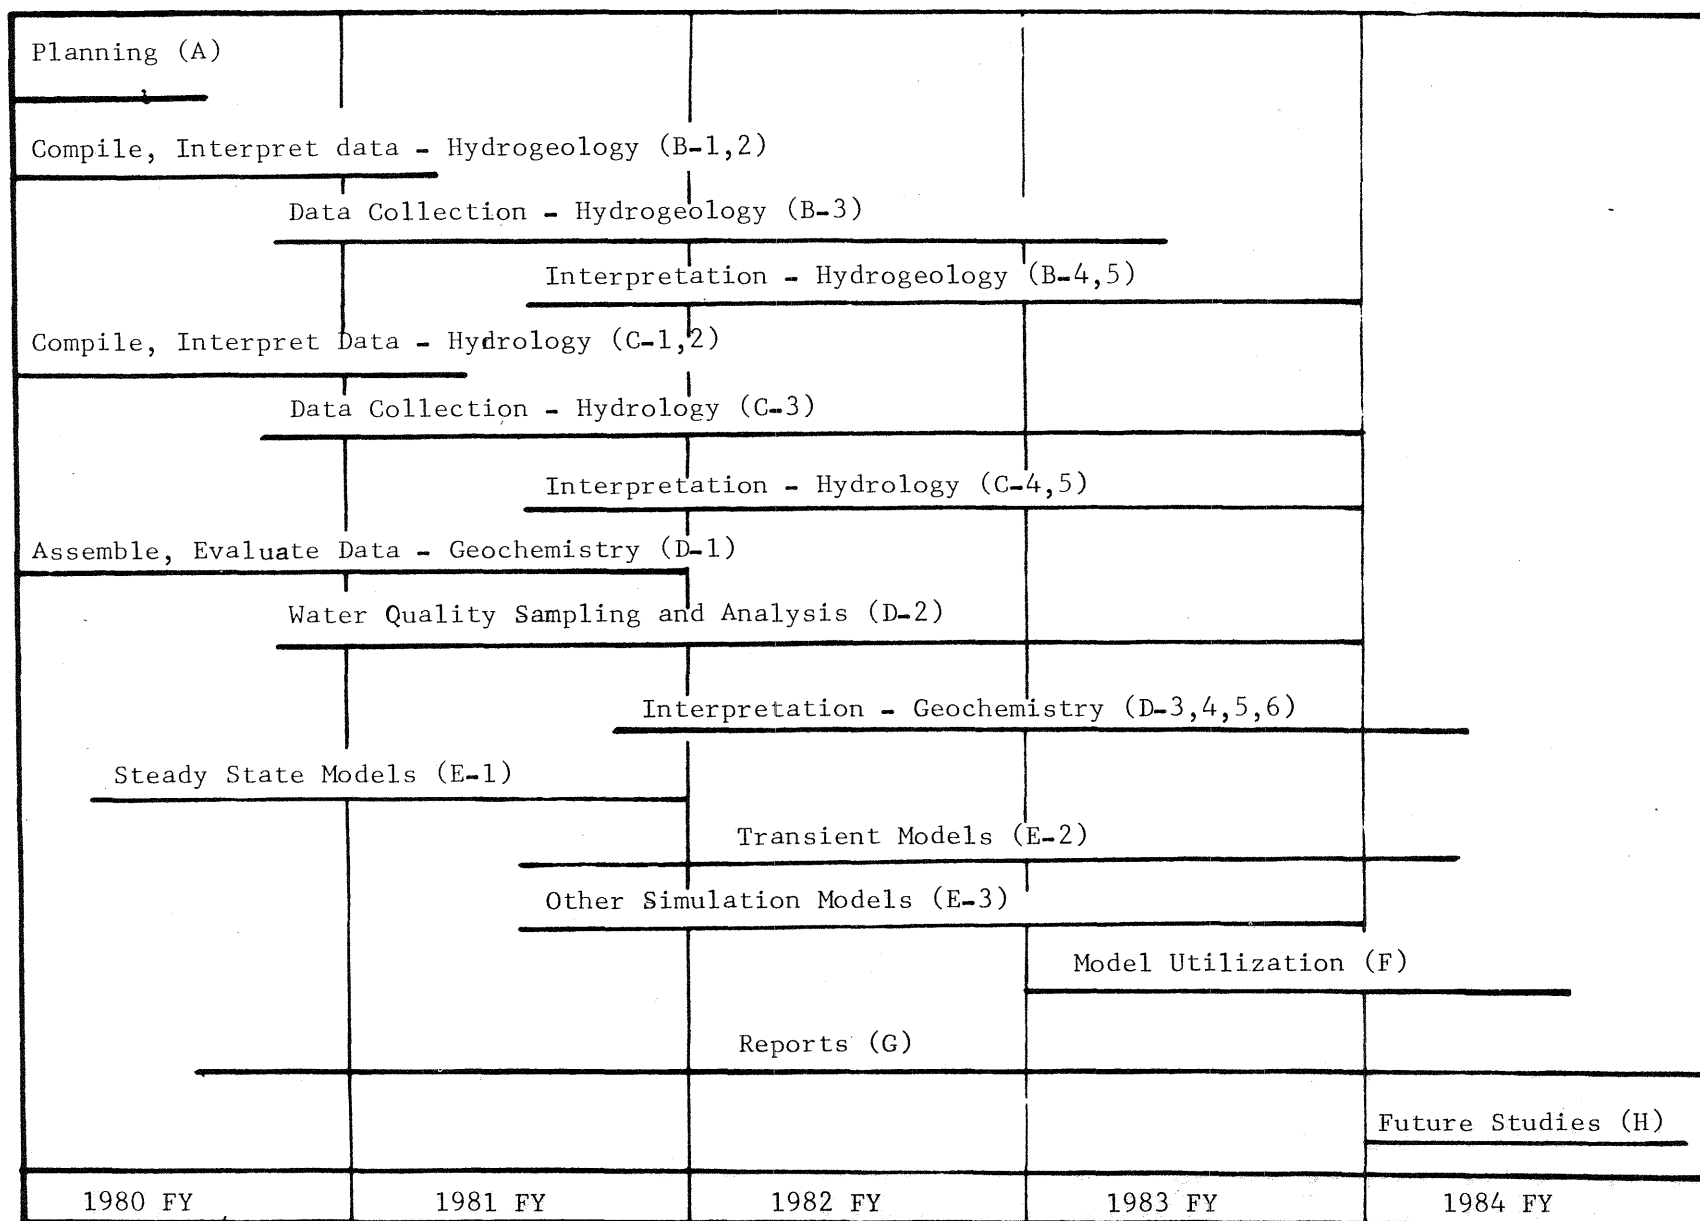 Planning (A)
Compile, Interpret data - Hydrogeology (B-1,2)
Data Collection - Hydrogeology (B-3)
Interpretation - Hydrogeology (B-4,5)
Compile, Interpret Data - Hydrology (C-1,2)
Data Collection - Hydrology (C-3)
Interpretation - Hydrology (C-4,5)
Assemble, Evaluate Data - Geochemistry (D-1)
Water Quality Sampling and Analysis (D-2)
Interpretation - Geochemistry (D-3,4,5,6)
Steady State Models (E-1)
Transient Models (E-2)
Other Simulation Models (E-3)
Model Utilization (F)
Reports (G)
Future Studies (H)
1980 FY 1981 FY 1982 FY 1983 FY 1984 FY